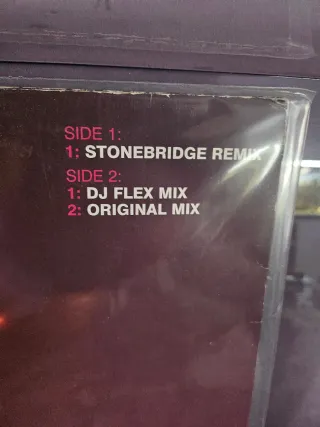 SIDE 1:
1: STONEBRIDGE REMIX
SIDE 2:
1: DJ FLEX MIX
2: ORIGINAL MIX